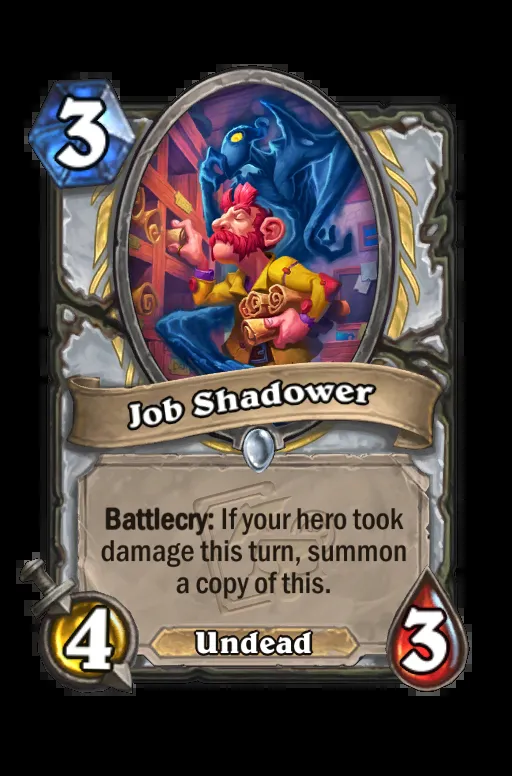 3
Job Shadower
Battlecry: If your hero took
damage this turn, summon
a copy of this.
4
Undead
3